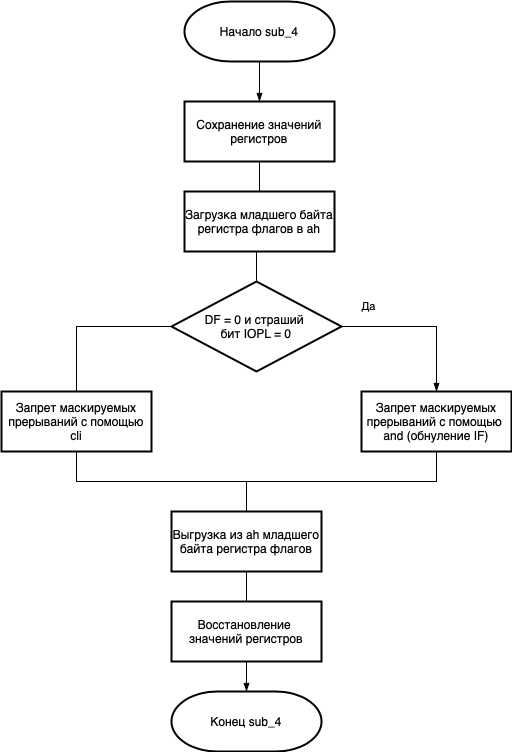 Начало sub_4
Сохранение значений
регистров
Загрузка младшего байта
регистра флагов в ah
DF = 0 и страший
бит IOPL = 0
Да
Запрет маскируемых
прерываний с помощью
cli
Запрет маскируемых
прерываний с помощью
and (обнуление IF)
Выгрузка из ah младшего
байта регистра флагов
Восстановление
значений регистров
Конец sub_4